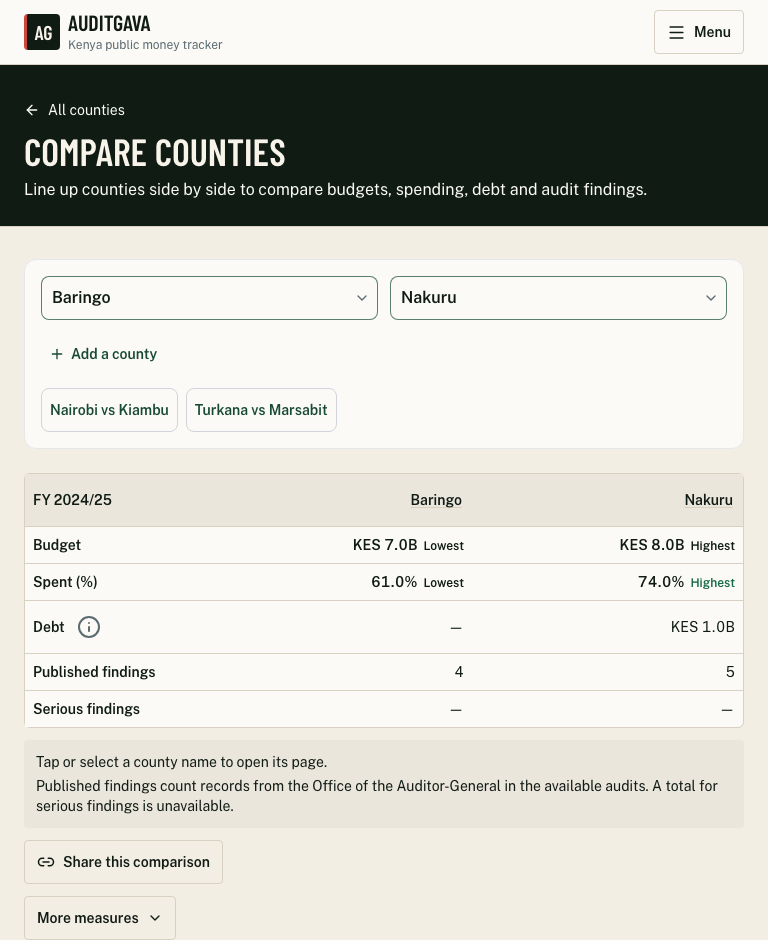 AG
AUDITGAVA
Kenya public money tracker
Menu
All counties
COMPARE COUNTIES
Line up counties side by side to compare budgets, spending, debt and audit findings.
Baringo
Nakuru
Add a county
Nairobi vs Kiambu
Turkana vs Marsabit
FY 2024/25 Baringo Nakuru
Budget KES 7.0B Lowest KES 8.0B Highest
Spent (%) 61.0% Lowest 74.0% Highest
Debt — KES 1.0B
Published findings 4 5
Serious findings — —
Tap or select a county name to open its page.
Published findings count records from the Office of the Auditor-General in the available audits. A total for
serious findings is unavailable.
Share this comparison
More measures